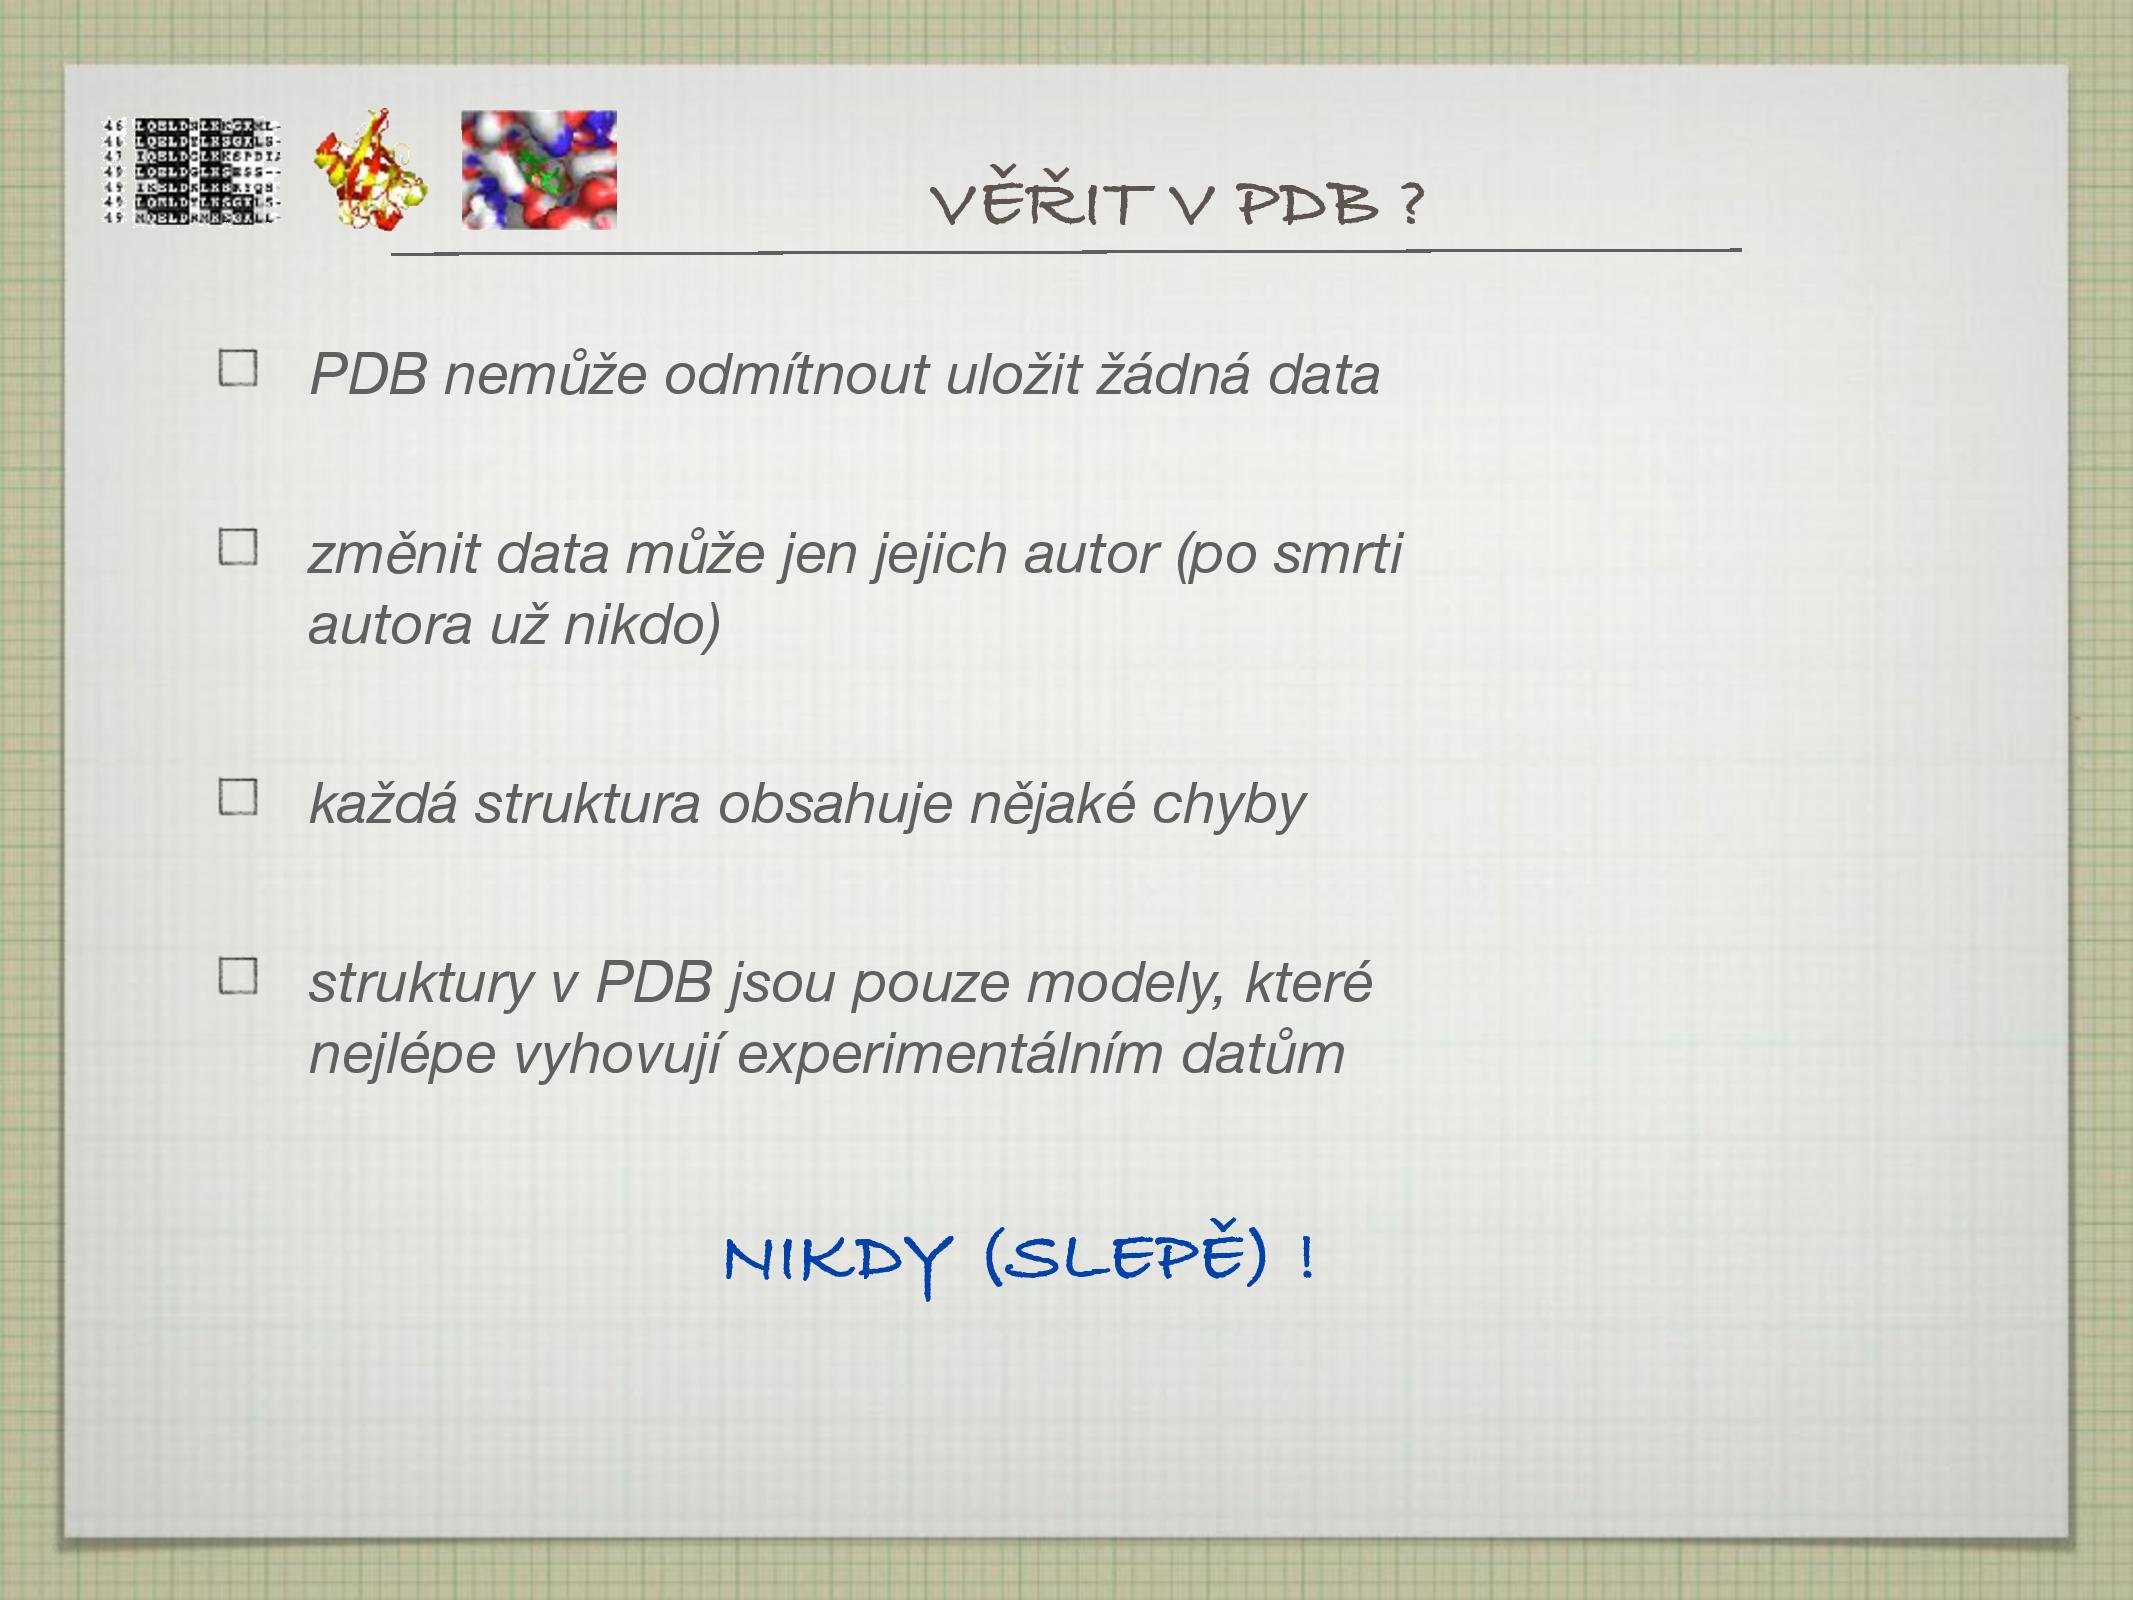 VĚŘIT V PDB ?
PDB nemůže odmítnout uložit žádná data
změnit data může jen jejich autor (po smrti
autora už nikdo)
každá struktura obsahuje nějaké chyby
struktury v PDB jsou pouze modely, které
nejlépe vyhovují experimentálním datům
NIKDY (SLEPĚ) !